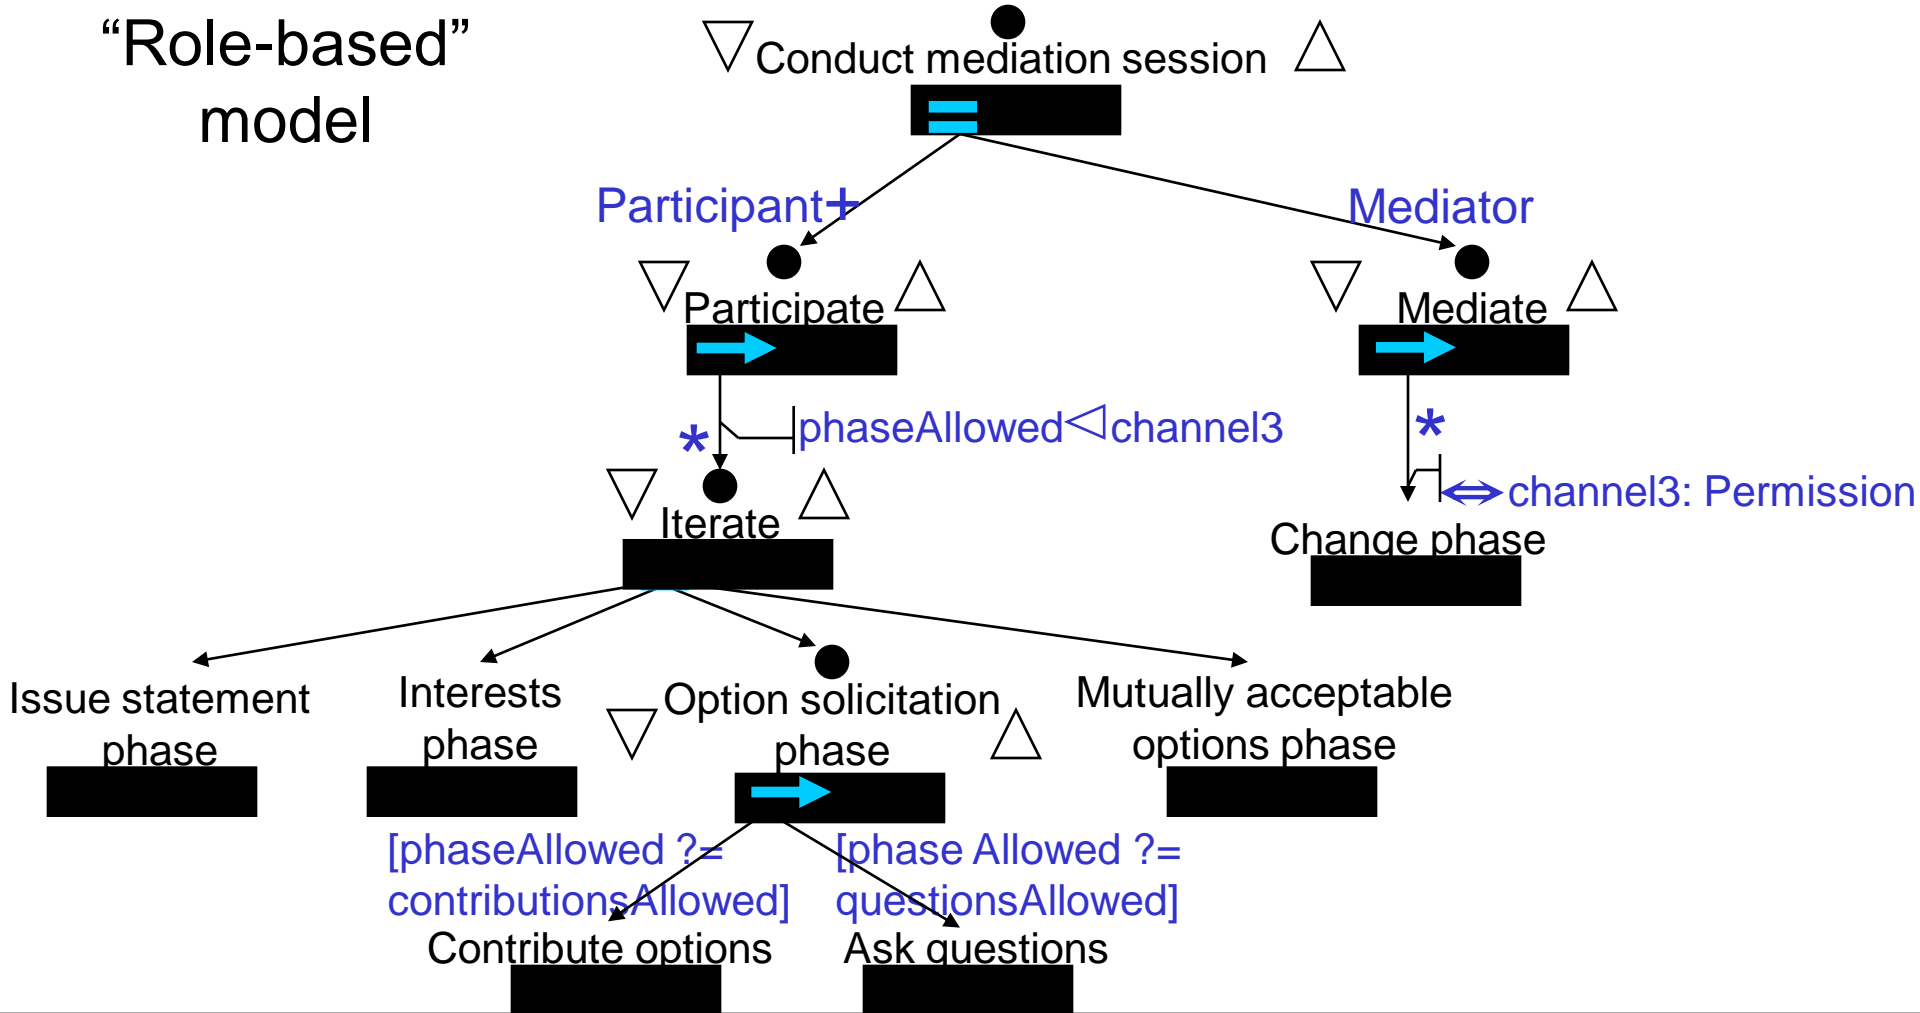 “Role-based”
model
Conduct mediation session
Participant+
Mediator
Participate
Mediate
*
phaseAllowed
channel3
*
channel3: Permission
Iterate
Change phase
Issue statement
phase
Interests
phase
Option solicitation
phase
Mutually acceptable
options phase
[phaseAllowed ?=
contributionsAllowed]
[phase Allowed ?=
questionsAllowed]
Contribute options
Ask questions